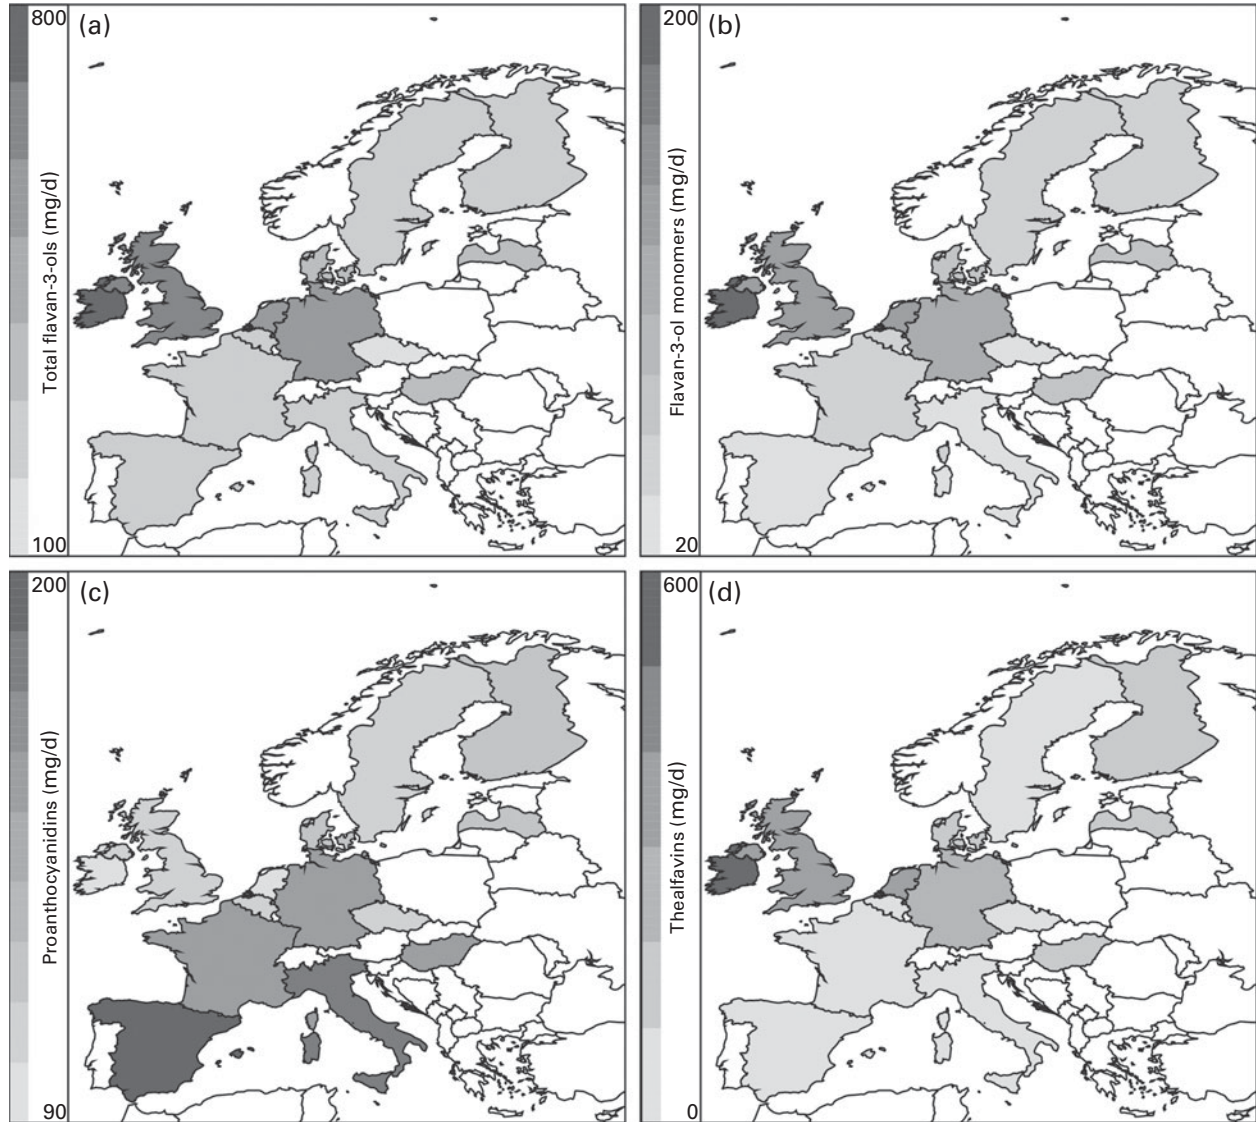 800
(a)
Total flavan-3-ols (mg/d)
100
200
(b)
Flavan-3-ol monomers (mg/d)
20
200
(c)
Proanthocyanidins (mg/d)
90
600
(d)
Thealfavins (mg/d)
0